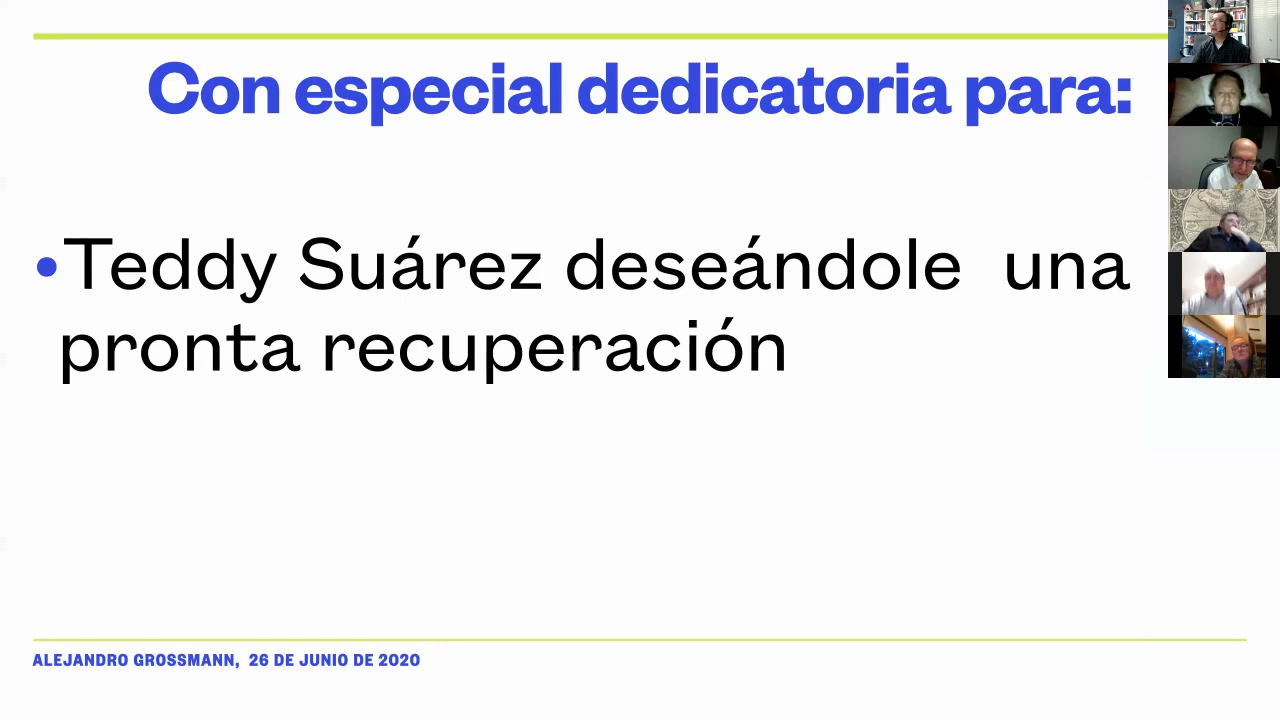 Con especial dedicatoria para:
•Teddy Suárez deseándole  una
pronta recuperación
ALEJANDRO GROSSMANN,  26 DE JUNIO DE 2020